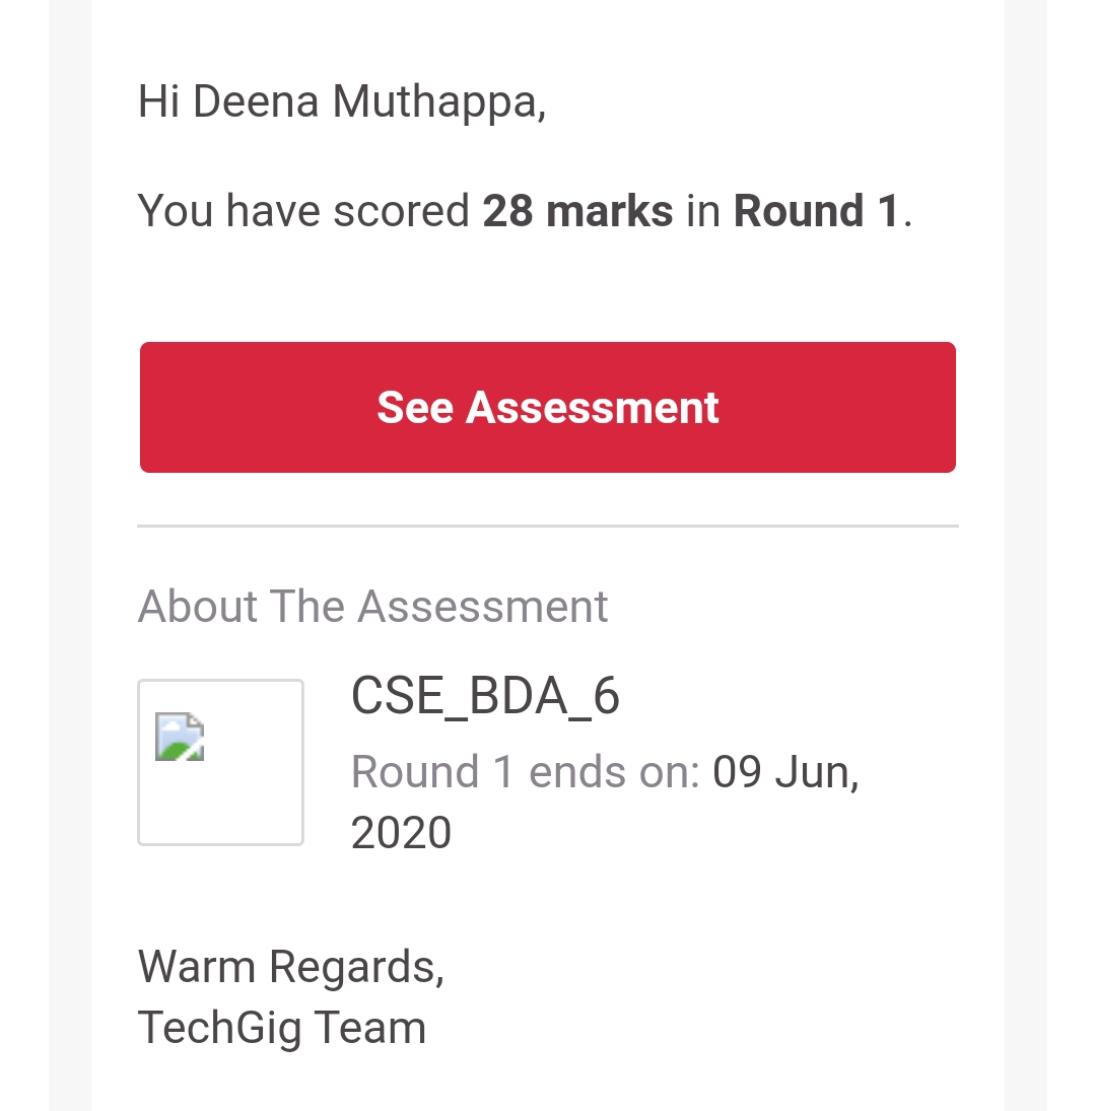 Hi Deena Muthappa,
You have scored 28 marks in Round 1.
See Assessment
About The Assessment
CSE_BDA_6
Round 1 ends on: 09 Jun,
2020
Warm Regards,
TechGig Team